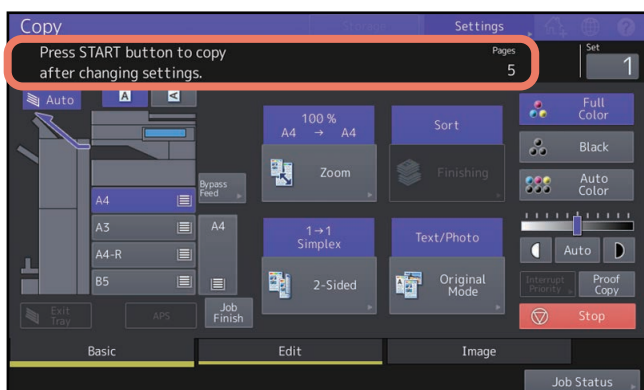 Copy
Storage
Settings
Press START button to copy
after changing settings.
Pages
5
Set
1
Auto
A
A
100 %
A4 → A4
Zoom
Sort
Finishing
Full
Color
Black
Auto
Color
Bypass
Feed
A4
A3
A4-R
B5
A4
1→1
Simplex
2-Sided
Text/Photo
Original
Mode
Auto
Interrupt
Priority
Proof
Copy
Exit
Tray
APS
Job
Finish
Stop
Basic
Edit
Image
Job Status